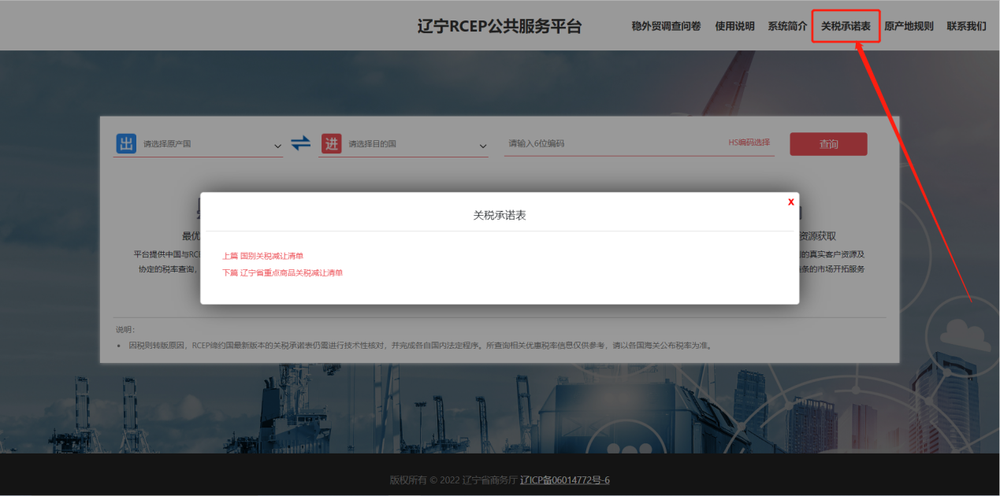 辽宁RCEP公共服务平台
稳外贸调查问卷 使用说明 系统简介 关税承诺表 原产地规则 联系我们
出 请选择原产国 进 请选择目的国 请输入6位编码 HS编码选择 查询
x
关税承诺表
最优
资源获取
上篇 国别关税减让清单
平台提供中国与RC
的真实客户资源及
下篇 辽宁省重点商品关税减让清单
协定的税率查询,
条的市场开拓服务
说明:
• 因税则转版原因，RCEP缔约国最新版本的关税承诺表仍需进行技术性核对，并完成各自国内法定程序。所查询相关优惠税率信息仅供参考，请以各国海关公布税率为准。
版权所有 © 2022 辽宁省商务厅 辽ICP备06014772号-6